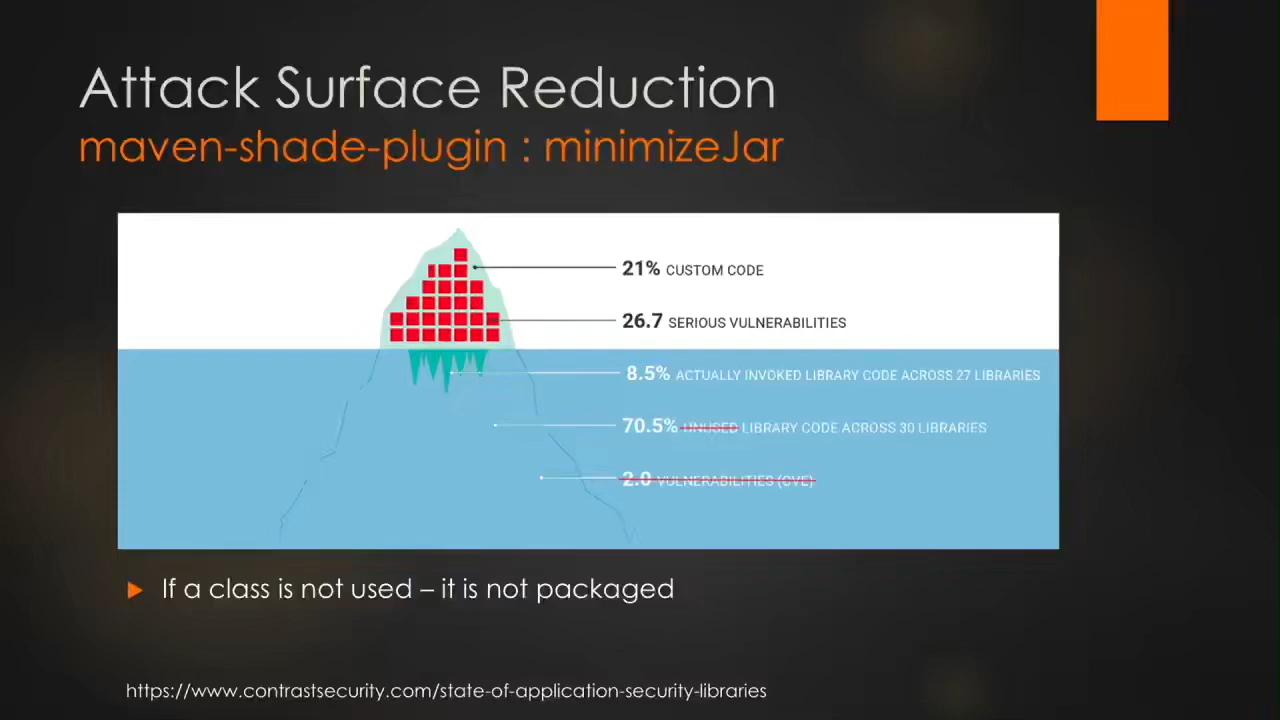 Attack Surface Reduction
maven-shade-plugin : minimizeJar
21% CUSTOM CODE
26.7 SERIOUS VULNERABILITIES
8.5% ACTUALLY INVOKED LIBRARY CODE ACROSS 27 LIBRARIES
70.5% UNUSED LIBRARY CODE ACROSS 30 LIBRARIES
2.0 VULNERABILITIES (CVE)
If a class is not used – it is not packaged
https://www.contrastsecurity.com/state-of-application-security-libraries